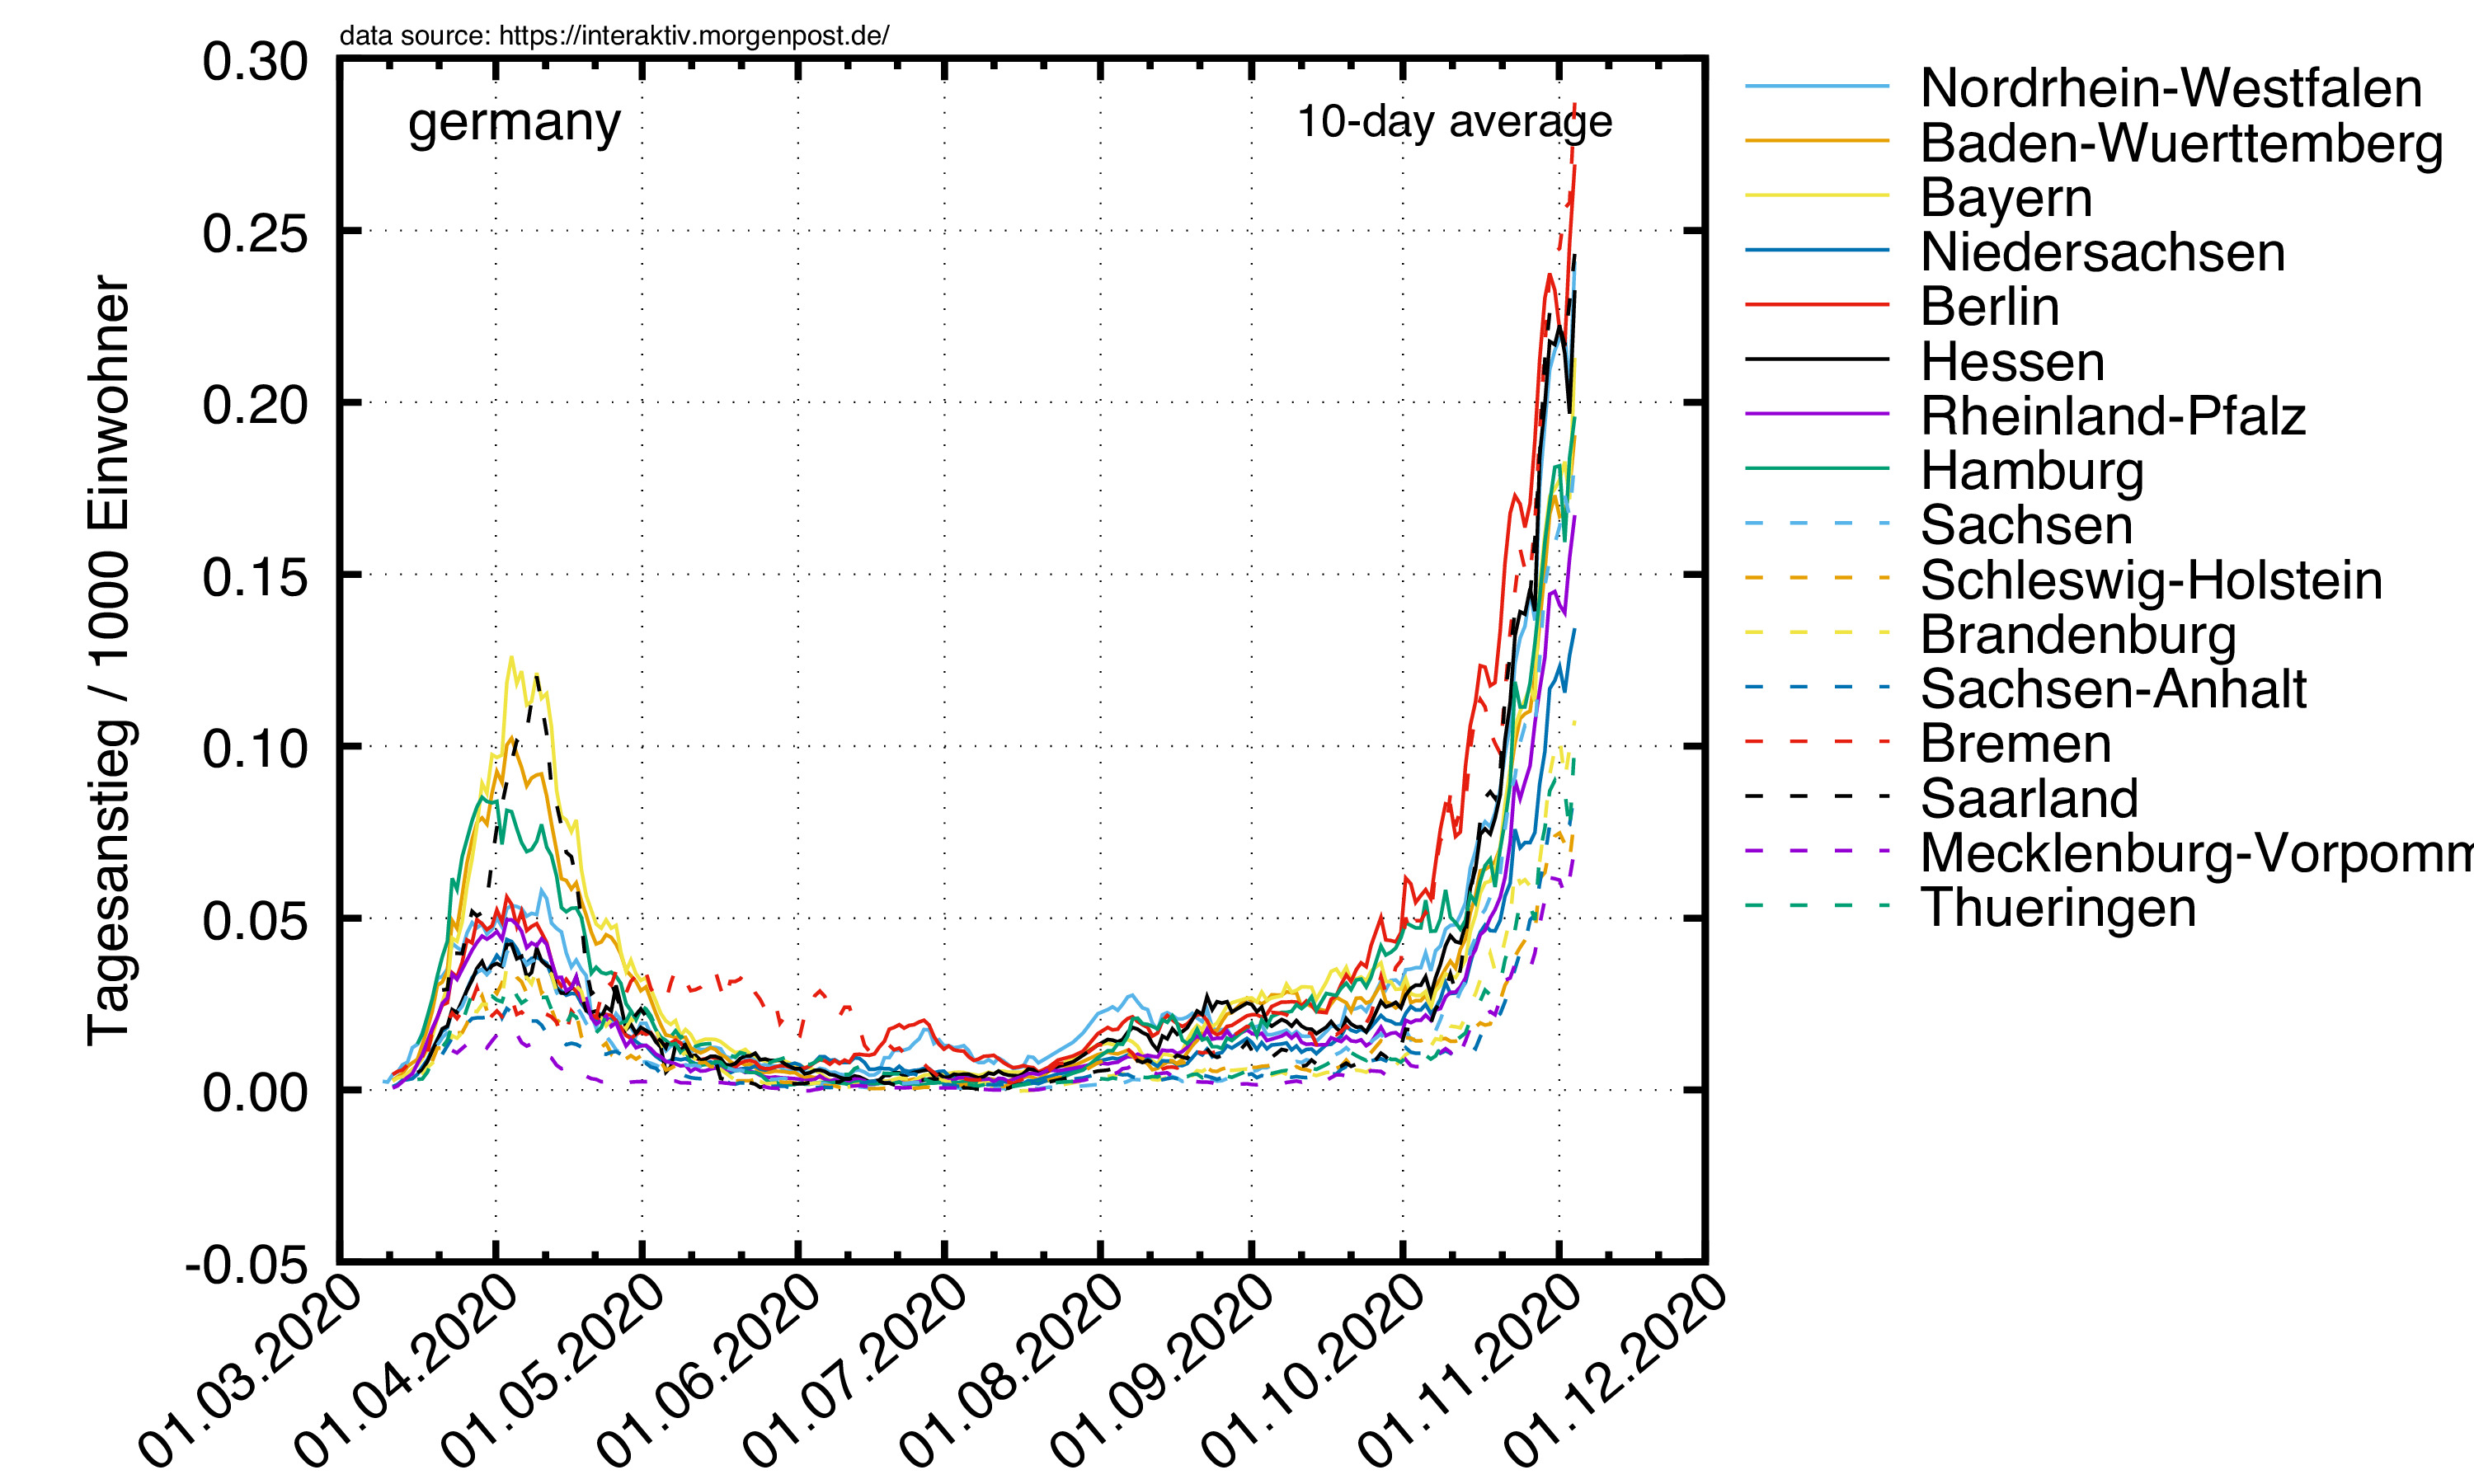 data source: https://interaktiv.morgenpost.de/
germany
10-day average
Tagesanstieg / 1000 Einwohner
0.30
0.25
0.20
0.15
0.10
0.05
0.00
-0.05
01.03.2020
01.04.2020
01.05.2020
01.06.2020
01.07.2020
01.08.2020
01.09.2020
01.10.2020
01.11.2020
01.12.2020
Nordrhein-Westfalen
Baden-Wuerttemberg
Bayern
Niedersachsen
Berlin
Hessen
Rheinland-Pfalz
Hamburg
Sachsen
Schleswig-Holstein
Brandenburg
Sachsen-Anhalt
Bremen
Saarland
Mecklenburg-Vorpomm
Thueringen